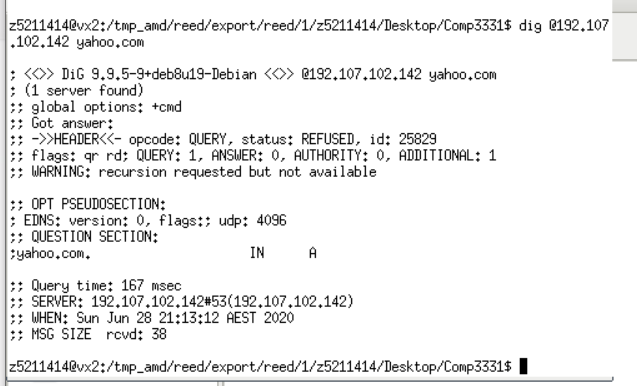 z5211414@vx2:/tmp_amd/reed/export/reed/1/z5211414/Desktop/Comp3331$ dig @192.107
.102.142 yahoo.com
; <<>> DiG 9.9.5-9+deb8u19-Debian <<>> @192.107.102.142 yahoo.com
; (1 server found)
;; global options: +cmd
;; Got answer:
;; ->>HEADER<<- opcode: QUERY, status: REFUSED, id: 25829
;; flags: qr rd; QUERY: 1, ANSWER: 0, AUTHORITY: 0, ADDITIONAL: 1
;; WARNING: recursion requested but not available
;; OPT PSEUDOSECTION:
; EDNS: version: 0, flags:; udp: 4096
;; QUESTION SECTION:
;yahoo.com. IN A
;; Query time: 167 msec
;; SERVER: 192.107.102.142#53(192.107.102.142)
;; WHEN: Sun Jun 28 21:13:12 AEST 2020
;; MSG SIZE rcvd: 38
z5211414@vx2:/tmp_amd/reed/export/reed/1/z5211414/Desktop/Comp3331$